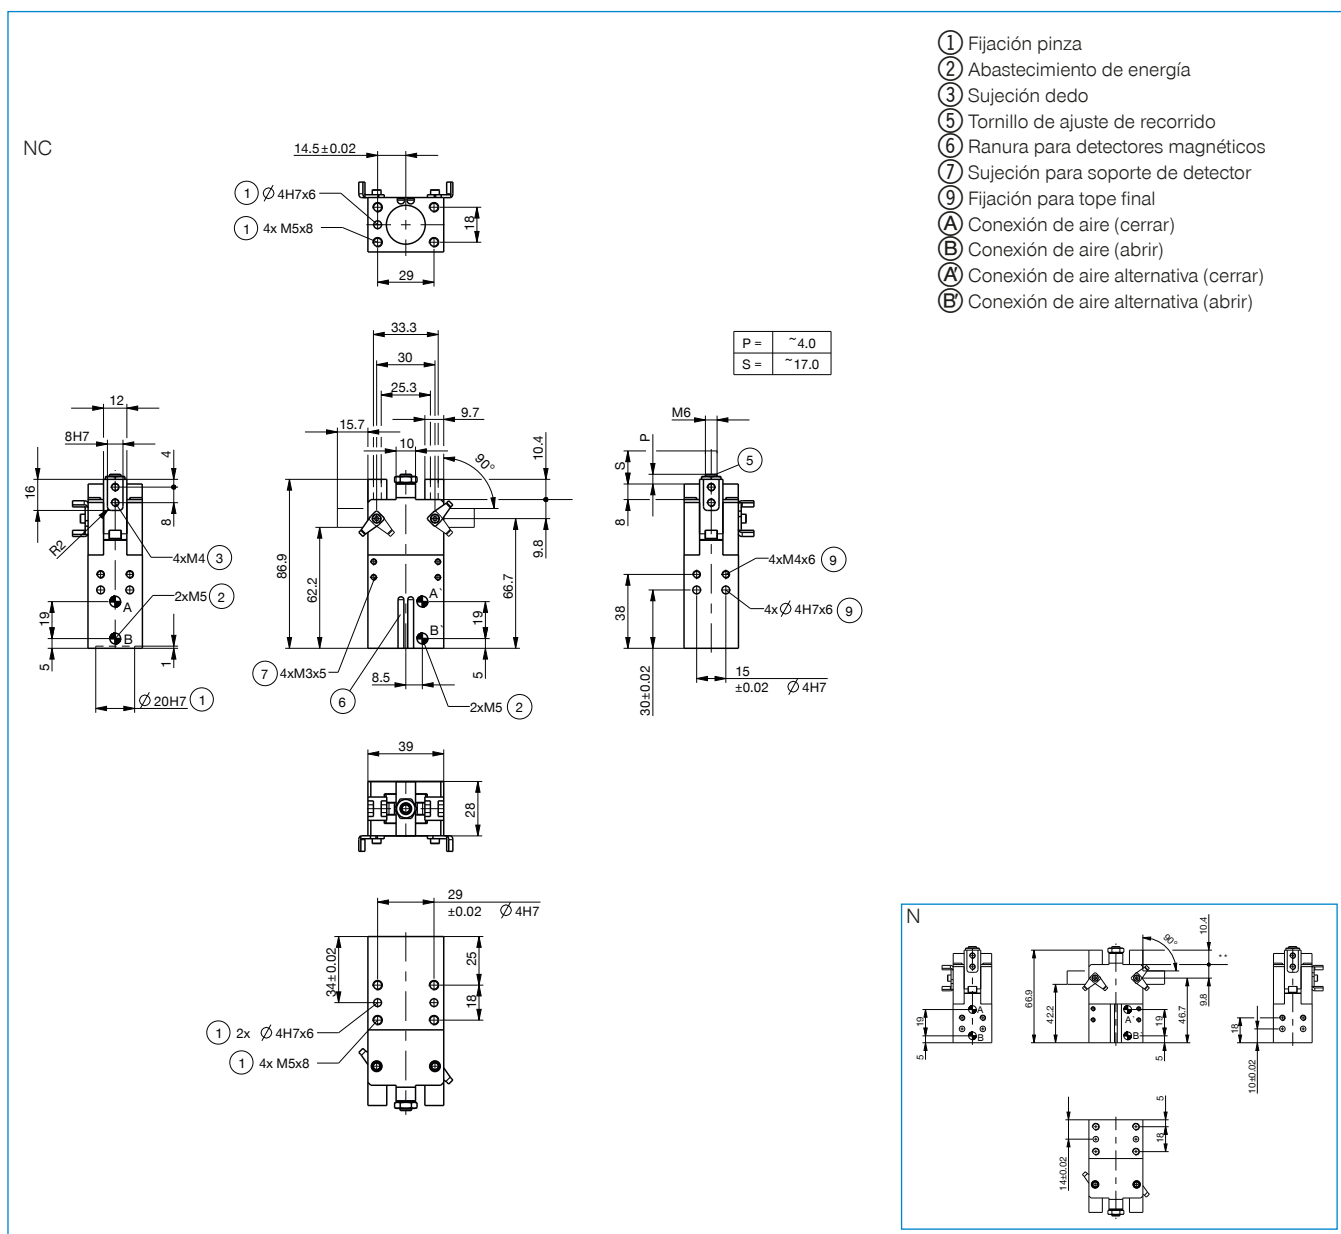 ① Fijación pinza
② Abastecimiento de energía
③ Sujeción dedo
⑤ Tornillo de ajuste de recorrido
⑥ Ranura para detectores magnéticos
⑦ Sujeción para soporte de detector
⑨ Fijación para tope final
Ⓐ Conexión de aire (cerrar)
Ⓑ Conexión de aire (abrir)
A' Conexión de aire alternativa (cerrar)
B' Conexión de aire alternativa (abrir)
NC
14.5±0.02
1 Ø 4H7x6
1 4x M5x8
18
29
P = ~4.0
S = ~17.0
12
8H7
4
16
8
R2
4xM4 3
2xM5 2
A
B
19
5
1
Ø 20H7 1
33.3
30
25.3
9.7
15.7
10
10.4
90°
9.8
86.9
62.2
66.7
A'
B'
19
5
7 4xM3x5
6
8.5
2xM5 2
M6
P
S
5
8
4xM4x6 9
4xØ 4H7x6 9
38
30±0.02
15
±0.02 Ø 4H7
39
28
29
±0.02 Ø 4H7
34±0.02
25
18
1 2x Ø 4H7x6
1 4x M5x8
N
19
5
A
B
66.9
42.2
90°
10.4
9.8
46.7
A'
B'
19
5
18
10±0.02
5
18
14±0.02